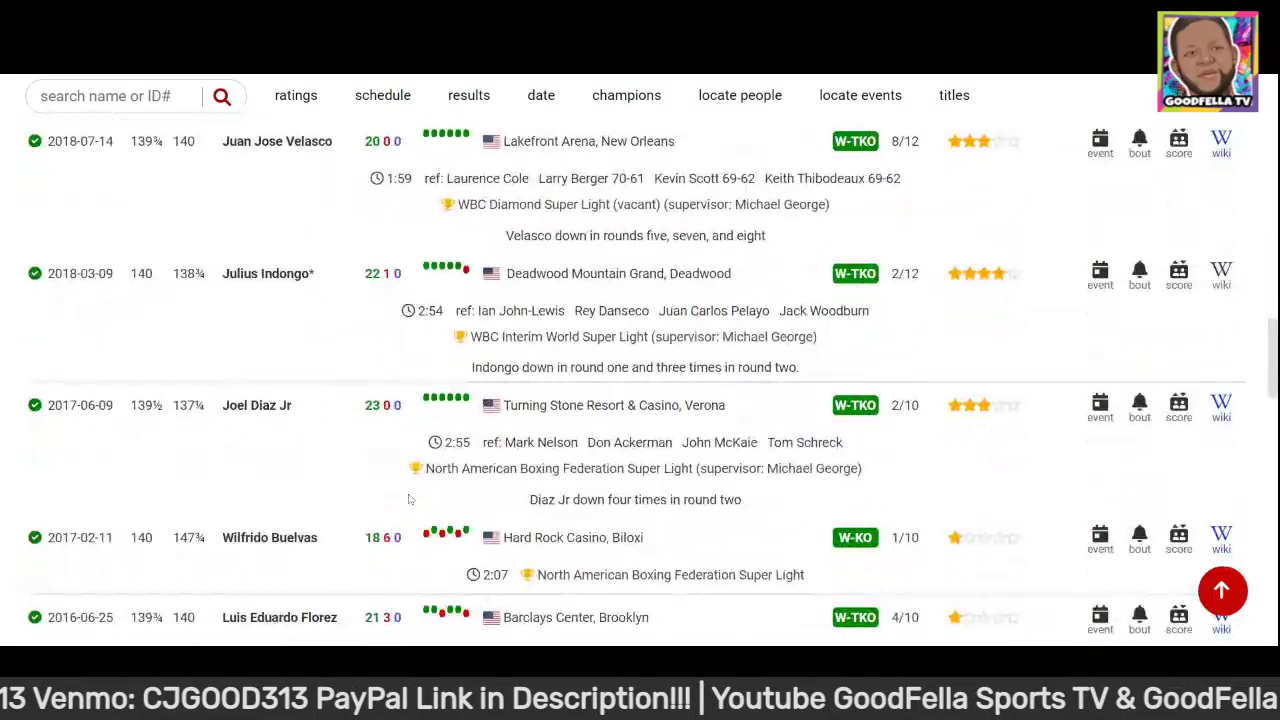 GOODFELLA TV
search name or ID# ratings schedule results date champions locate people locate events titles
2018-07-14 139¾ 140 Juan Jose Velasco 20 0 0 Lakefront Arena, New Orleans W-TKO 8/12 event bout score W wiki
1:59 ref: Laurence Cole Larry Berger 70-61 Kevin Scott 69-62 Keith Thibodeaux 69-62
WBC Diamond Super Light (vacant) (supervisor: Michael George)
Velasco down in rounds five, seven, and eight
2018-03-09 140 138¾ Julius Indongo* 22 1 0 Deadwood Mountain Grand, Deadwood W-TKO 2/12 event bout score W wiki
2:54 ref: Ian John-Lewis Rey Danseco Juan Carlos Pelayo Jack Woodburn
WBC Interim World Super Light (supervisor: Michael George)
Indongo down in round one and three times in round two.
2017-06-09 139½ 137¼ Joel Diaz Jr 23 0 0 Turning Stone Resort & Casino, Verona W-TKO 2/10 event bout score W wiki
2:55 ref: Mark Nelson Don Ackerman John McKaie Tom Schreck
North American Boxing Federation Super Light (supervisor: Michael George)
Diaz Jr down four times in round two
2017-02-11 140 147¾ Wilfrido Buelvas 18 6 0 Hard Rock Casino, Biloxi W-KO 1/10 event bout score W wiki
2:07 North American Boxing Federation Super Light
2016-06-25 139¾ 140 Luis Eduardo Florez 21 3 0 Barclays Center, Brooklyn W-TKO 4/10 event bout score wiki
13 Venmo: CJGOOD313 PayPal Link in Description!!! | Youtube GoodFella Sports TV & GoodFella